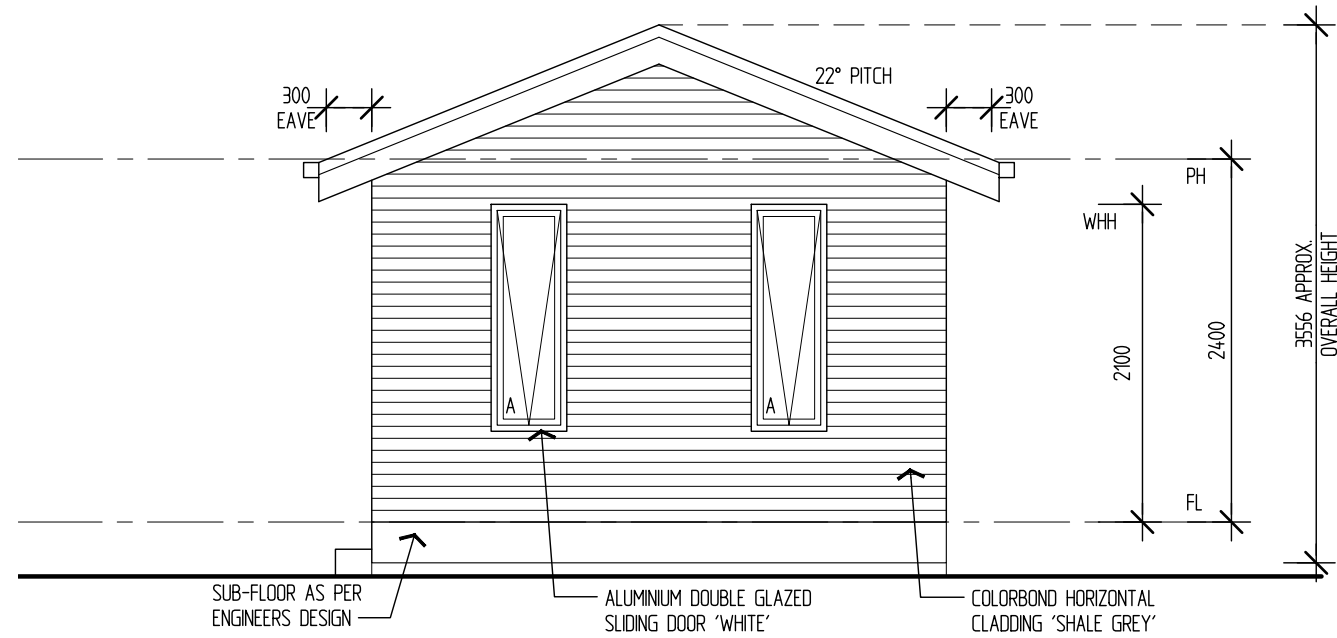 22° PITCH
300
EAVE
300
EAVE
PH
WHH
3556 APPROX.
OVERALL HEIGHT
2400
2100
A
A
FL
SUB-FLOOR AS PER
ENGINEERS DESIGN
ALUMINIUM DOUBLE GLAZED
SLIDING DOOR 'WHITE'
COLORBOND HORIZONTAL
CLADDING 'SHALE GREY'